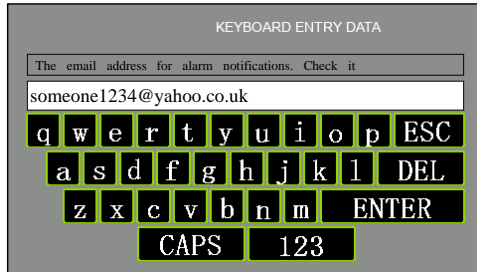 KEYBOARD ENTRY DATA
The email address for alarm notifications. Check it
someone1234@yahoo.co.uk
q w e r t y u i o p ESC
a s d f g h j k l DEL
z x c v b n m ENTER
CAPS 123